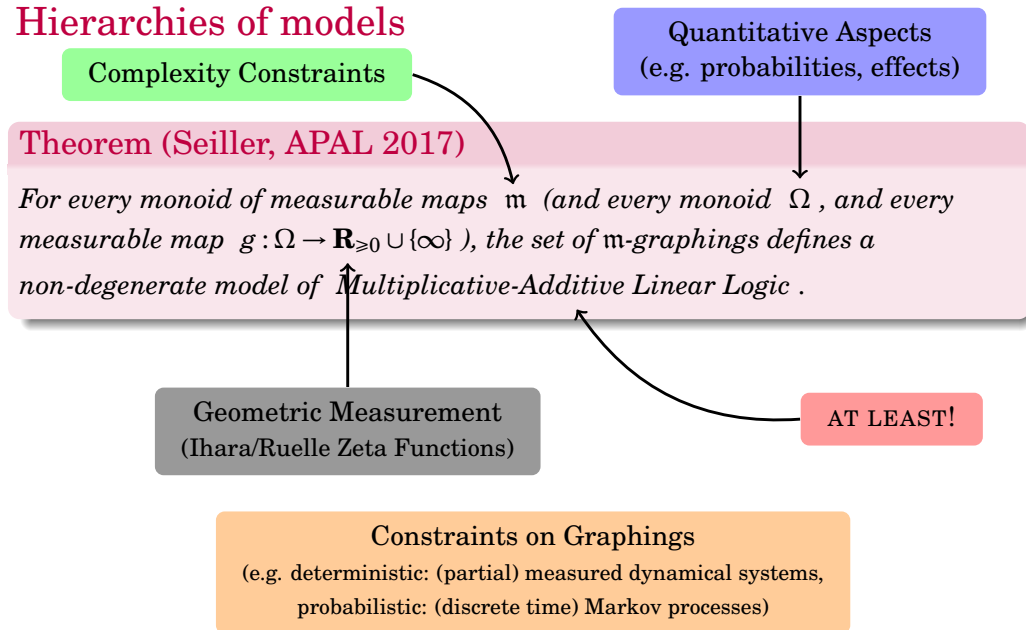 Hierarchies of models
Complexity Constraints
Quantitative Aspects
(e.g. probabilities, effects)
Theorem (Seiller, APAL 2017)
For every monoid of measurable maps 𝔪 (and every monoid Ω , and every
measurable map g : Ω → R⩾0 ∪ {∞} ), the set of 𝔪-graphings defines a
non-degenerate model of Multiplicative-Additive Linear Logic .
Geometric Measurement
(Ihara/Ruelle Zeta Functions)
AT LEAST!
Constraints on Graphings
(e.g. deterministic: (partial) measured dynamical systems,
probabilistic: (discrete time) Markov processes)